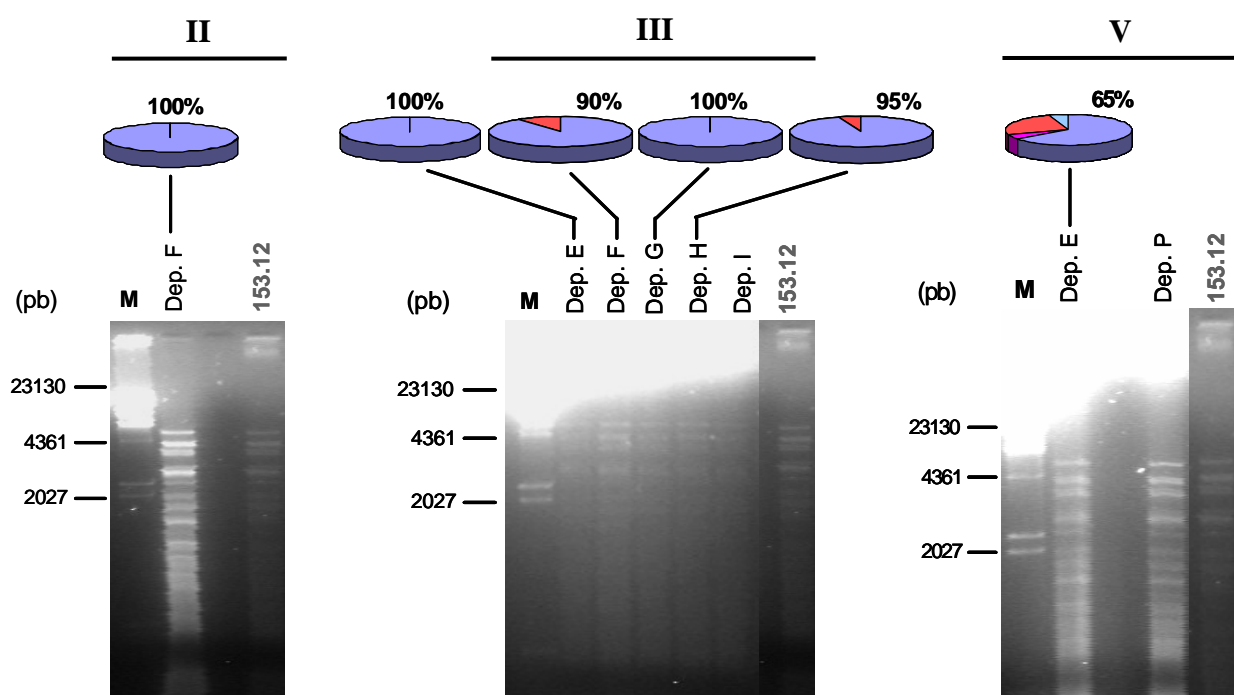 II
III
V
100%
100%
90%
100%
95%
65%
(pb)
M
Dep. F
153.12
23130
4361
2027
(pb)
M
Dep. E
Dep. F
Dep. G
Dep. H
Dep. I
153.12
23130
4361
2027
(pb)
M
Dep. E
Dep. P
153.12
23130
4361
2027